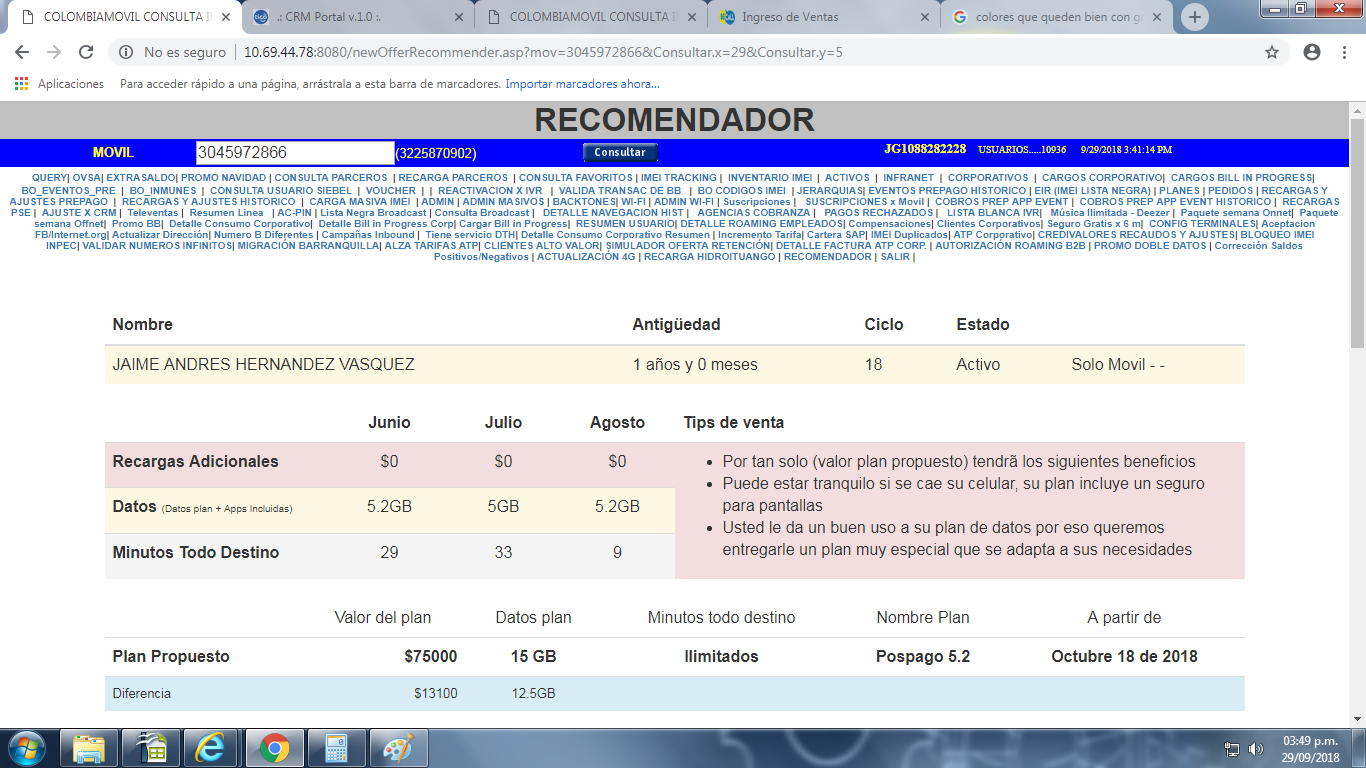 COLOMBIAMOVIL CONSULTA I
.: CRM Portal v.1.0 :.
COLOMBIAMOVIL CONSULTA I
Ingreso de Ventas
colores que queden bien con gr
No es seguro | 10.69.44.78:8080/newOfferRecommender.asp?mov=3045972866&Consultar.x=29&Consultar.y=5
Aplicaciones Para acceder rápido a una página, arrástrala a esta barra de marcadores. Importar marcadores ahora...
RECOMENDADOR
MOVIL 3045972866 (3225870902) Consultar JG1088282228 USUARIOS.....10936 9/29/2018 3:41:14 PM
QUERY| OVSA| EXTRASALDO| PROMO NAVIDAD | CONSULTA PARCEROS | RECARGA PARCEROS | CONSULTA FAVORITOS | IMEI TRACKING | INVENTARIO IMEI | ACTIVOS | INFRANET | CORPORATIVOS | CARGOS CORPORATIVO| CARGOS BILL IN PROGRESS|
BO_EVENTOS_PRE | BO_INMUNES | CONSULTA USUARIO SIEBEL | VOUCHER | | REACTIVACION X IVR | VALIDA TRANSAC DE BB | BO CODIGOS IMEI | JERARQUIAS| EVENTOS PREPAGO HISTORICO | EIR (IMEI LISTA NEGRA) | PLANES | PEDIDOS | RECARGAS Y
AJUSTES PREPAGO | RECARGAS Y AJUSTES HISTORICO | CARGA MASIVA IMEI | ADMIN | ADMIN MASIVOS | BACKTONES| WI-FI | ADMIN WI-FI | Suscripciones | SUSCRIPCIONES x Movil | COBROS PREP APP EVENT | COBROS PREP APP EVENT HISTORICO | RECARGAS
PSE | AJUSTE X CRM | Televentas | Resumen Linea | AC-PIN | Lista Negra Broadcast | Consulta Broadcast | DETALLE NAVEGACION HIST | AGENCIAS COBRANZA | PAGOS RECHAZADOS | LISTA BLANCA IVR| Música Ilimitada - Deezer | Paquete semana Onnet| Paquete
semana Offnet| Promo BB| Detalle Consumo Corporativo| Detalle Bill in Progress Corp| Cargar Bill in Progress| RESUMEN USUARIO| DETALLE ROAMING EMPLEADOS| Compensaciones| Clientes Corporativos| Seguro Gratis x 6 m| CONFIG TERMINALES| Aceptacion
FB/Internet.org| Actualizar Dirección| Numero B Diferentes | Campañas Inbound | Tiene servicio DTH| Detalle Consumo Corporativo Resumen | Incremento Tarifa| Cartera SAP| IMEI Duplicados| ATP Corporativo| CREDIVALORES RECAUDOS Y AJUSTES| BLOQUEO IMEI
INPEC| VALIDAR NUMEROS INFINITOS| MIGRACIÓN BARRANQUILLA| ALZA TARIFAS ATP| CLIENTES ALTO VALOR| SIMULADOR OFERTA RETENCIÓN| DETALLE FACTURA ATP CORP. | AUTORIZACIÓN ROAMING B2B | PROMO DOBLE DATOS | Corrección Saldos
Positivos/Negativos | ACTUALIZACIÓN 4G | RECARGA HIDROITUANGO | RECOMENDADOR | SALIR |
Nombre Antigüedad Ciclo Estado
JAIME ANDRES HERNANDEZ VASQUEZ 1 años y 0 meses 18 Activo Solo Movil - -
Junio Julio Agosto Tips de venta
Recargas Adicionales $0 $0 $0
Datos (Datos plan + Apps Incluidas) 5.2GB 5GB 5.2GB
Minutos Todo Destino 29 33 9
• Por tan solo (valor plan propuesto) tendrã los siguientes beneficios
• Puede estar tranquilo si se cae su celular, su plan incluye un seguro
para pantallas
• Usted le da un buen uso a su plan de datos por eso queremos
entregarle un plan muy especial que se adapta a sus necesidades
Valor del plan Datos plan Minutos todo destino Nombre Plan A partir de
Plan Propuesto $75000 15 GB Ilimitados Pospago 5.2 Octubre 18 de 2018
Diferencia $13100 12.5GB
03:49 p.m.
29/09/2018